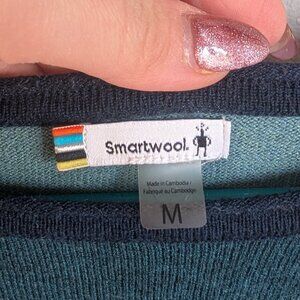 Smartwool.
Made in Cambodia /
Fabriqué au Cambodge
M